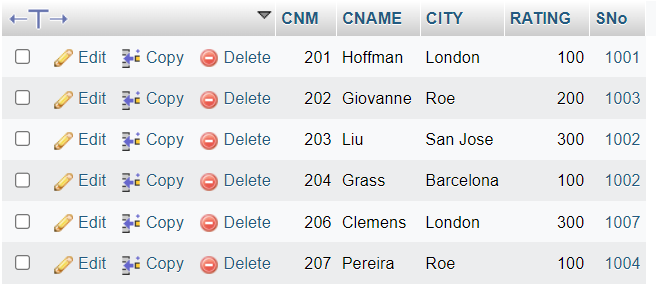 CNM CNAME CITY RATING SNo
Edit Copy Delete 201 Hoffman London 100 1001
Edit Copy Delete 202 Giovanne Roe 200 1003
Edit Copy Delete 203 Liu San Jose 300 1002
Edit Copy Delete 204 Grass Barcelona 100 1002
Edit Copy Delete 206 Clemens London 300 1007
Edit Copy Delete 207 Pereira Roe 100 1004